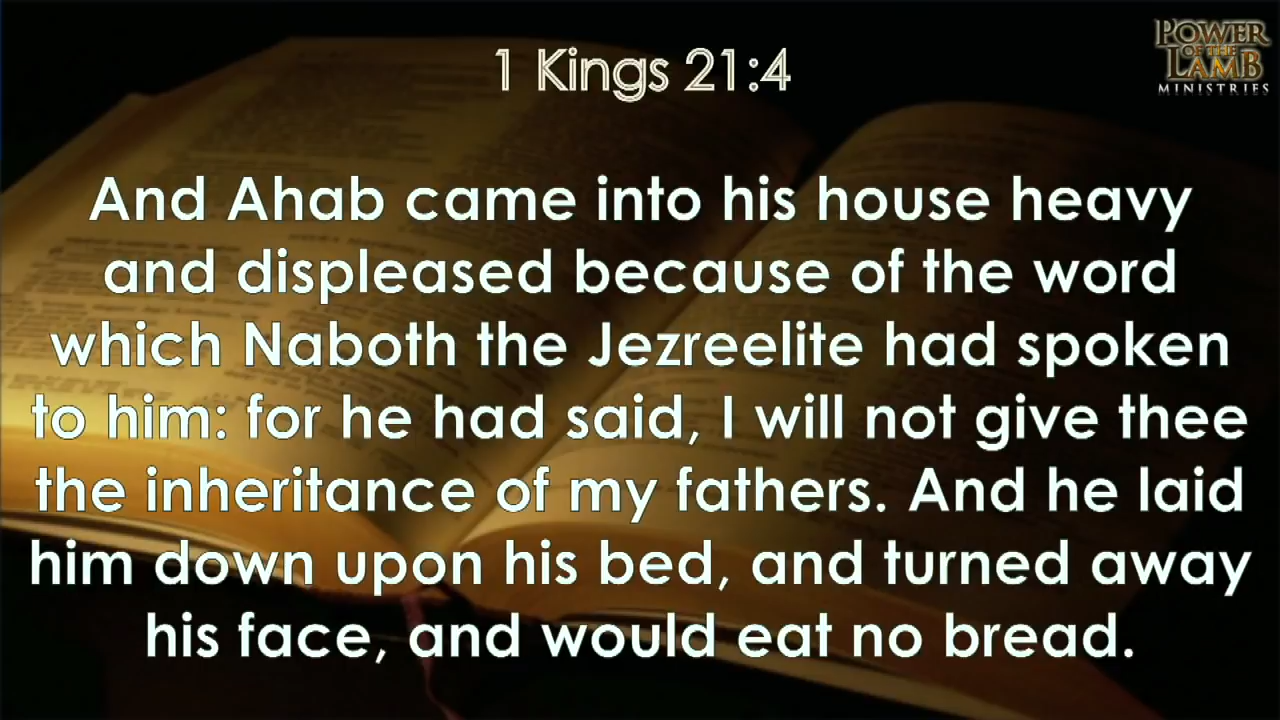 1 Kings 21:4
POWER
OF THE
LAMB
MINISTRIES
And Ahab came into his house heavy
and displeased because of the word
which Naboth the Jezreelite had spoken
to him: for he had said, I will not give thee
the inheritance of my fathers. And he laid
him down upon his bed, and turned away
his face, and would eat no bread.